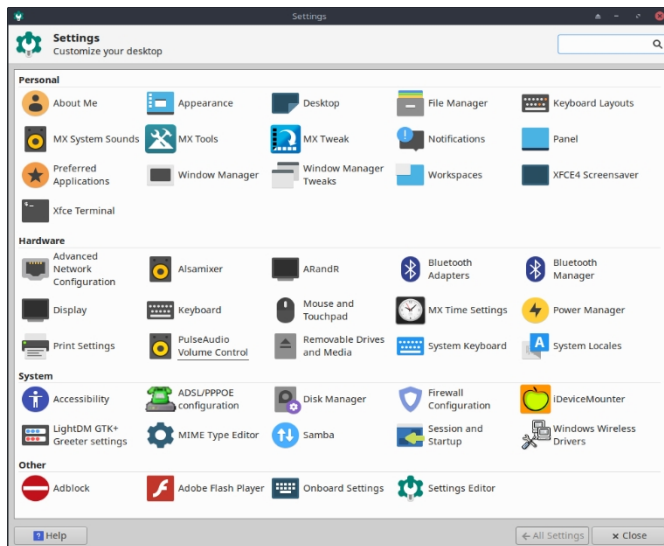 Settings
Settings
Customize your desktop
Personal
About Me
Appearance
Desktop
File Manager
Keyboard Layouts
MX System Sounds
MX Tools
MX Tweak
Notifications
Panel
Preferred
Applications
Window Manager
Window Manager
Tweaks
Workspaces
XFCE4 Screensaver
Xfce Terminal
Hardware
Advanced
Network
Configuration
Alsamixer
ARandR
Bluetooth
Adapters
Bluetooth
Manager
Display
Keyboard
Mouse and
Touchpad
MX Time Settings
Power Manager
Print Settings
PulseAudio
Volume Control
Removable Drives
and Media
System Keyboard
A
System Locales
System
Accessibility
ADSL/PPPOE
configuration
Disk Manager
Firewall
Configuration
iDeviceMounter
LightDM GTK+
Greeter settings
MIME Type Editor
Samba
Session and
Startup
Windows Wireless
Drivers
Other
Adblock
Adobe Flash Player
Onboard Settings
Settings Editor
? Help
← All Settings
× Close